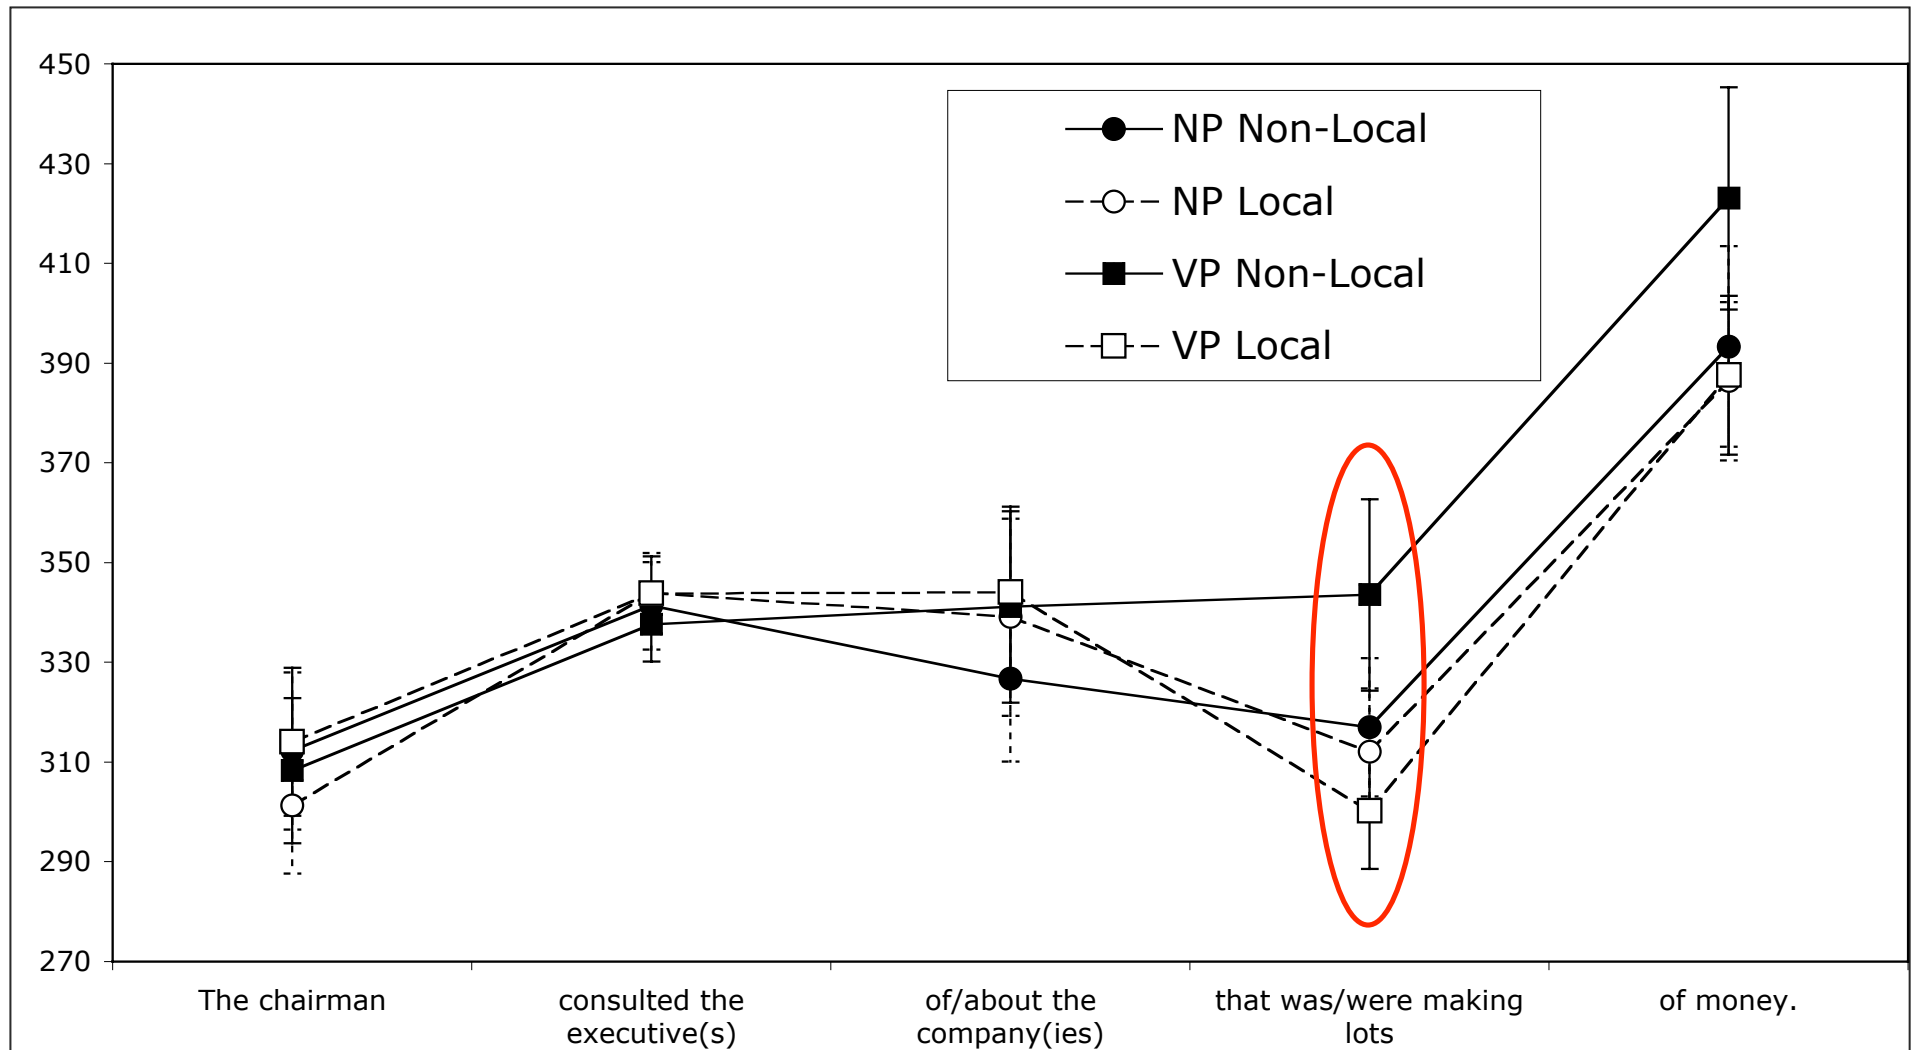 450
430
410
390
370
350
330
310
290
270
NP Non-Local
NP Local
VP Non-Local
VP Local
The chairman
consulted the
executive(s)
of/about the
company(ies)
that was/were making
lots
of money.